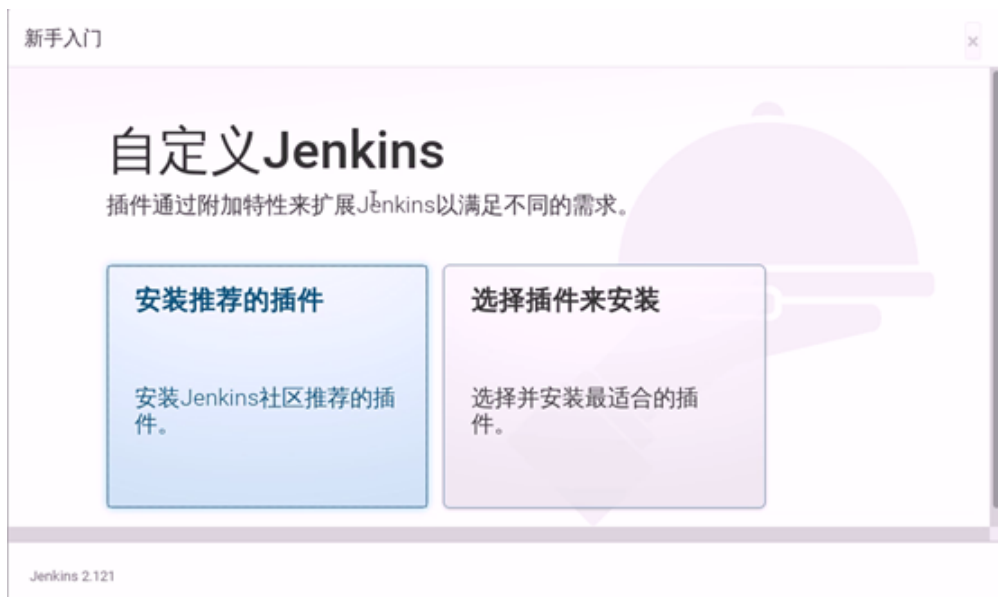 新手入门
×
自定义Jenkins
插件通过附加特性来扩展Jenkins以满足不同的需求。
安装推荐的插件
安装Jenkins社区推荐的插
件。
选择插件来安装
选择并安装最适合的插
件。
Jenkins 2.121